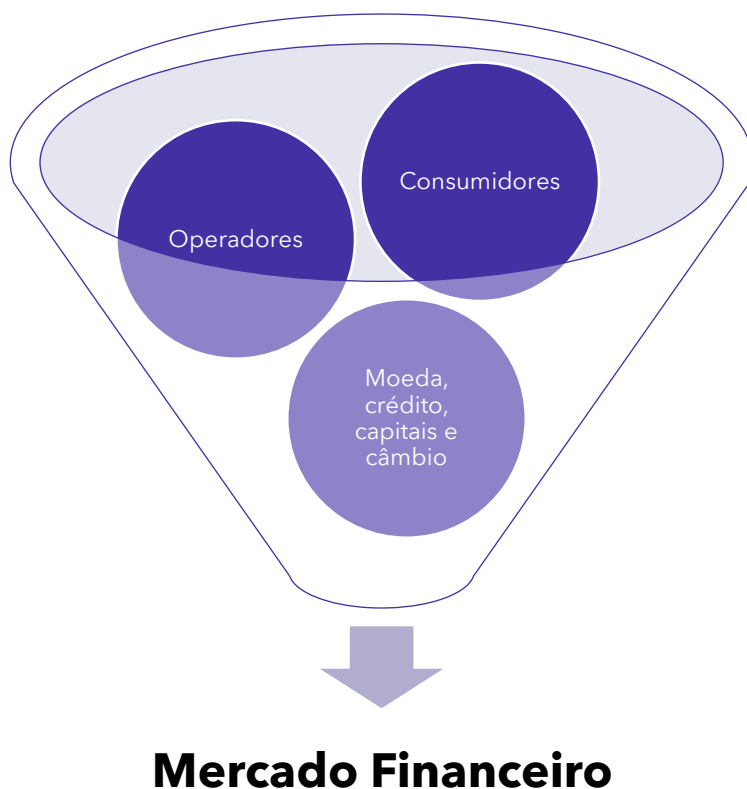 Consumidores
Operadores
Moeda,
crédito,
capitais e
câmbio
Mercado Financeiro